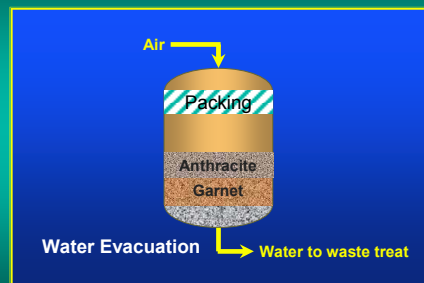 Air
Packing
Anthracite
Garnet
Water Evacuation
Water to waste treat